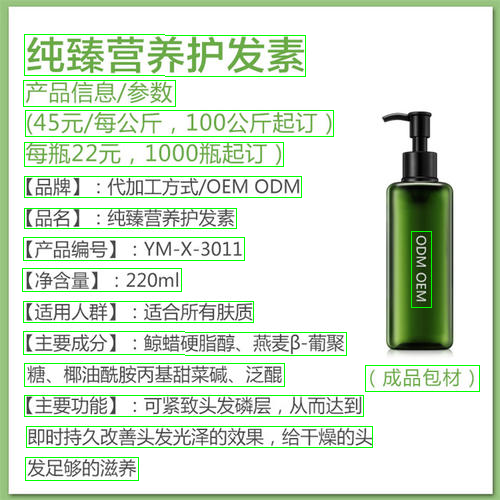 纯臻营养护发素
产品信息/参数
(45元/每公斤，100公斤起订）
每瓶22元，1000瓶起订）
【品牌】：代加工方式/OEM ODM
【品名】：纯臻营养护发素
【产品编号】：YM-X-3011
【净含量】：220ml
【适用人群】：适合所有肤质
【主要成分】：鲸蜡硬脂醇、燕麦β-葡聚
糖、椰油酰胺丙基甜菜碱、泛醌
【主要功能】：可紧致头发磷层，从而达到
即时持久改善头发光泽的效果，给干燥的头
发足够的滋养
ODM OEM
（成品包材）